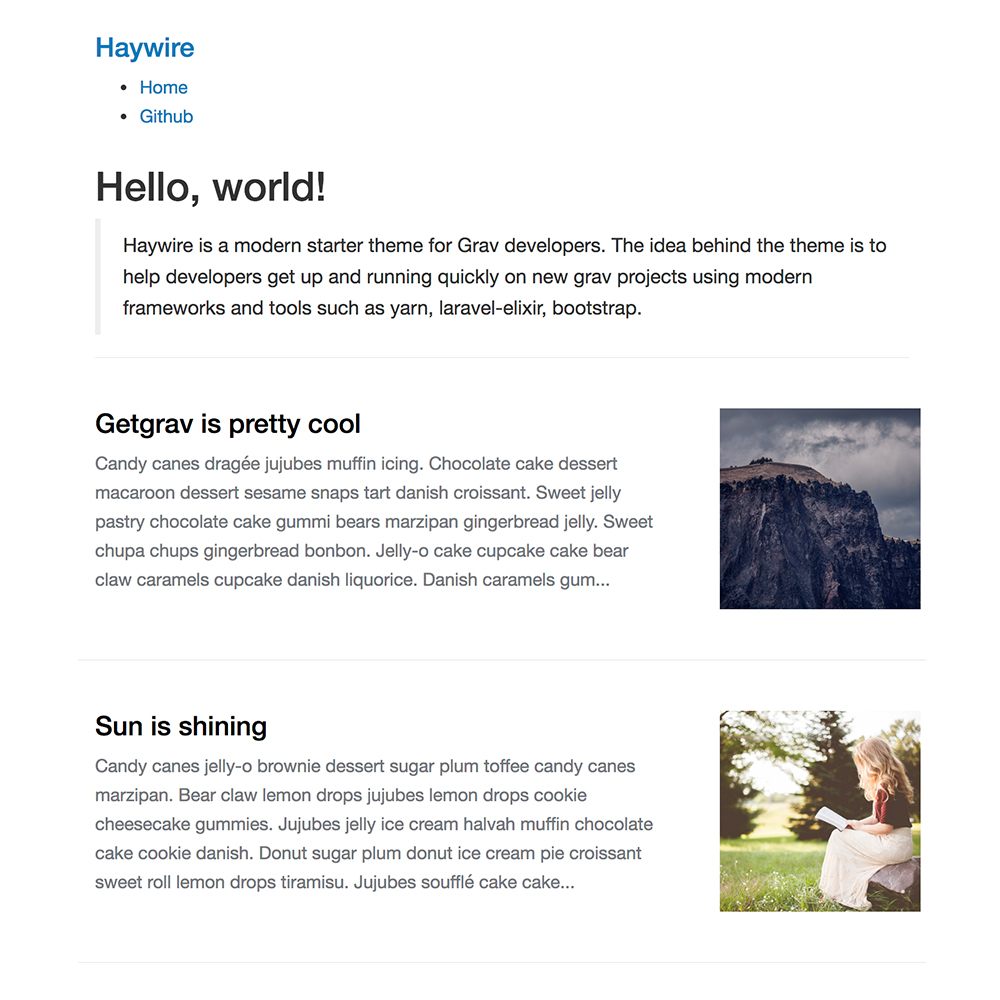 Haywire
Home
Github
Hello, world!
Haywire is a modern starter theme for Grav developers. The idea behind the theme is to
help developers get up and running quickly on new grav projects using modern
frameworks and tools such as yarn, laravel-elixir, bootstrap.
Getgrav is pretty cool
Candy canes dragée jujubes muffin icing. Chocolate cake dessert
macaroon dessert sesame snaps tart danish croissant. Sweet jelly
pastry chocolate cake gummi bears marzipan gingerbread jelly. Sweet
chupa chups gingerbread bonbon. Jelly-o cake cupcake cake bear
claw caramels cupcake danish liquorice. Danish caramels gum...
Sun is shining
Candy canes jelly-o brownie dessert sugar plum toffee candy canes
marzipan. Bear claw lemon drops jujubes lemon drops cookie
cheesecake gummies. Jujubes jelly ice cream halvah muffin chocolate
cake cookie danish. Donut sugar plum donut ice cream pie croissant
sweet roll lemon drops tiramisu. Jujubes soufflé cake cake...